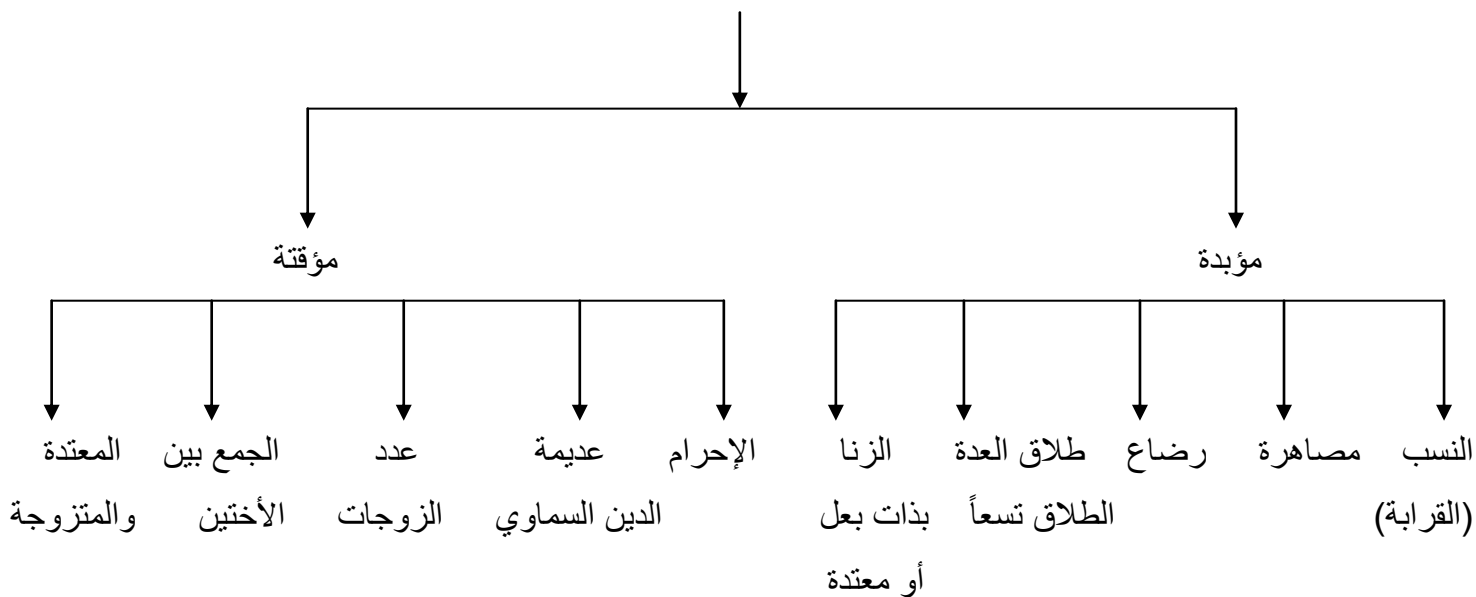 مؤبدة
مؤقتة
النسب
(القرابة)
مصاهرة
رضاع
طلاق العدة
الطلاق تسعاً
الزنا
بذات بعل
أو معتدة
الإحرام
عديمة
الدين السماوي
عدد
الزوجات
الجمع بين
الأختين
المعتدة
والمتزوجة